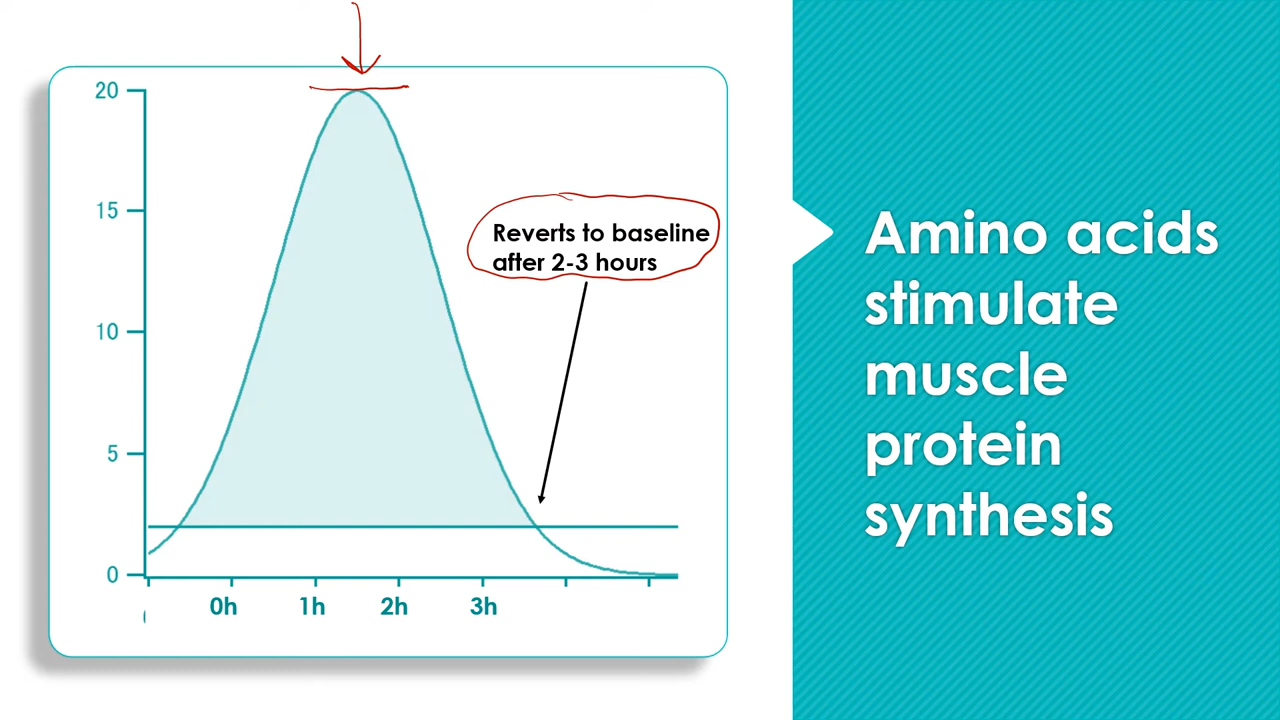 20
15
10
5
0
0h 1h 2h 3h
Reverts to baseline
after 2-3 hours
Amino acids
stimulate
muscle
protein
synthesis